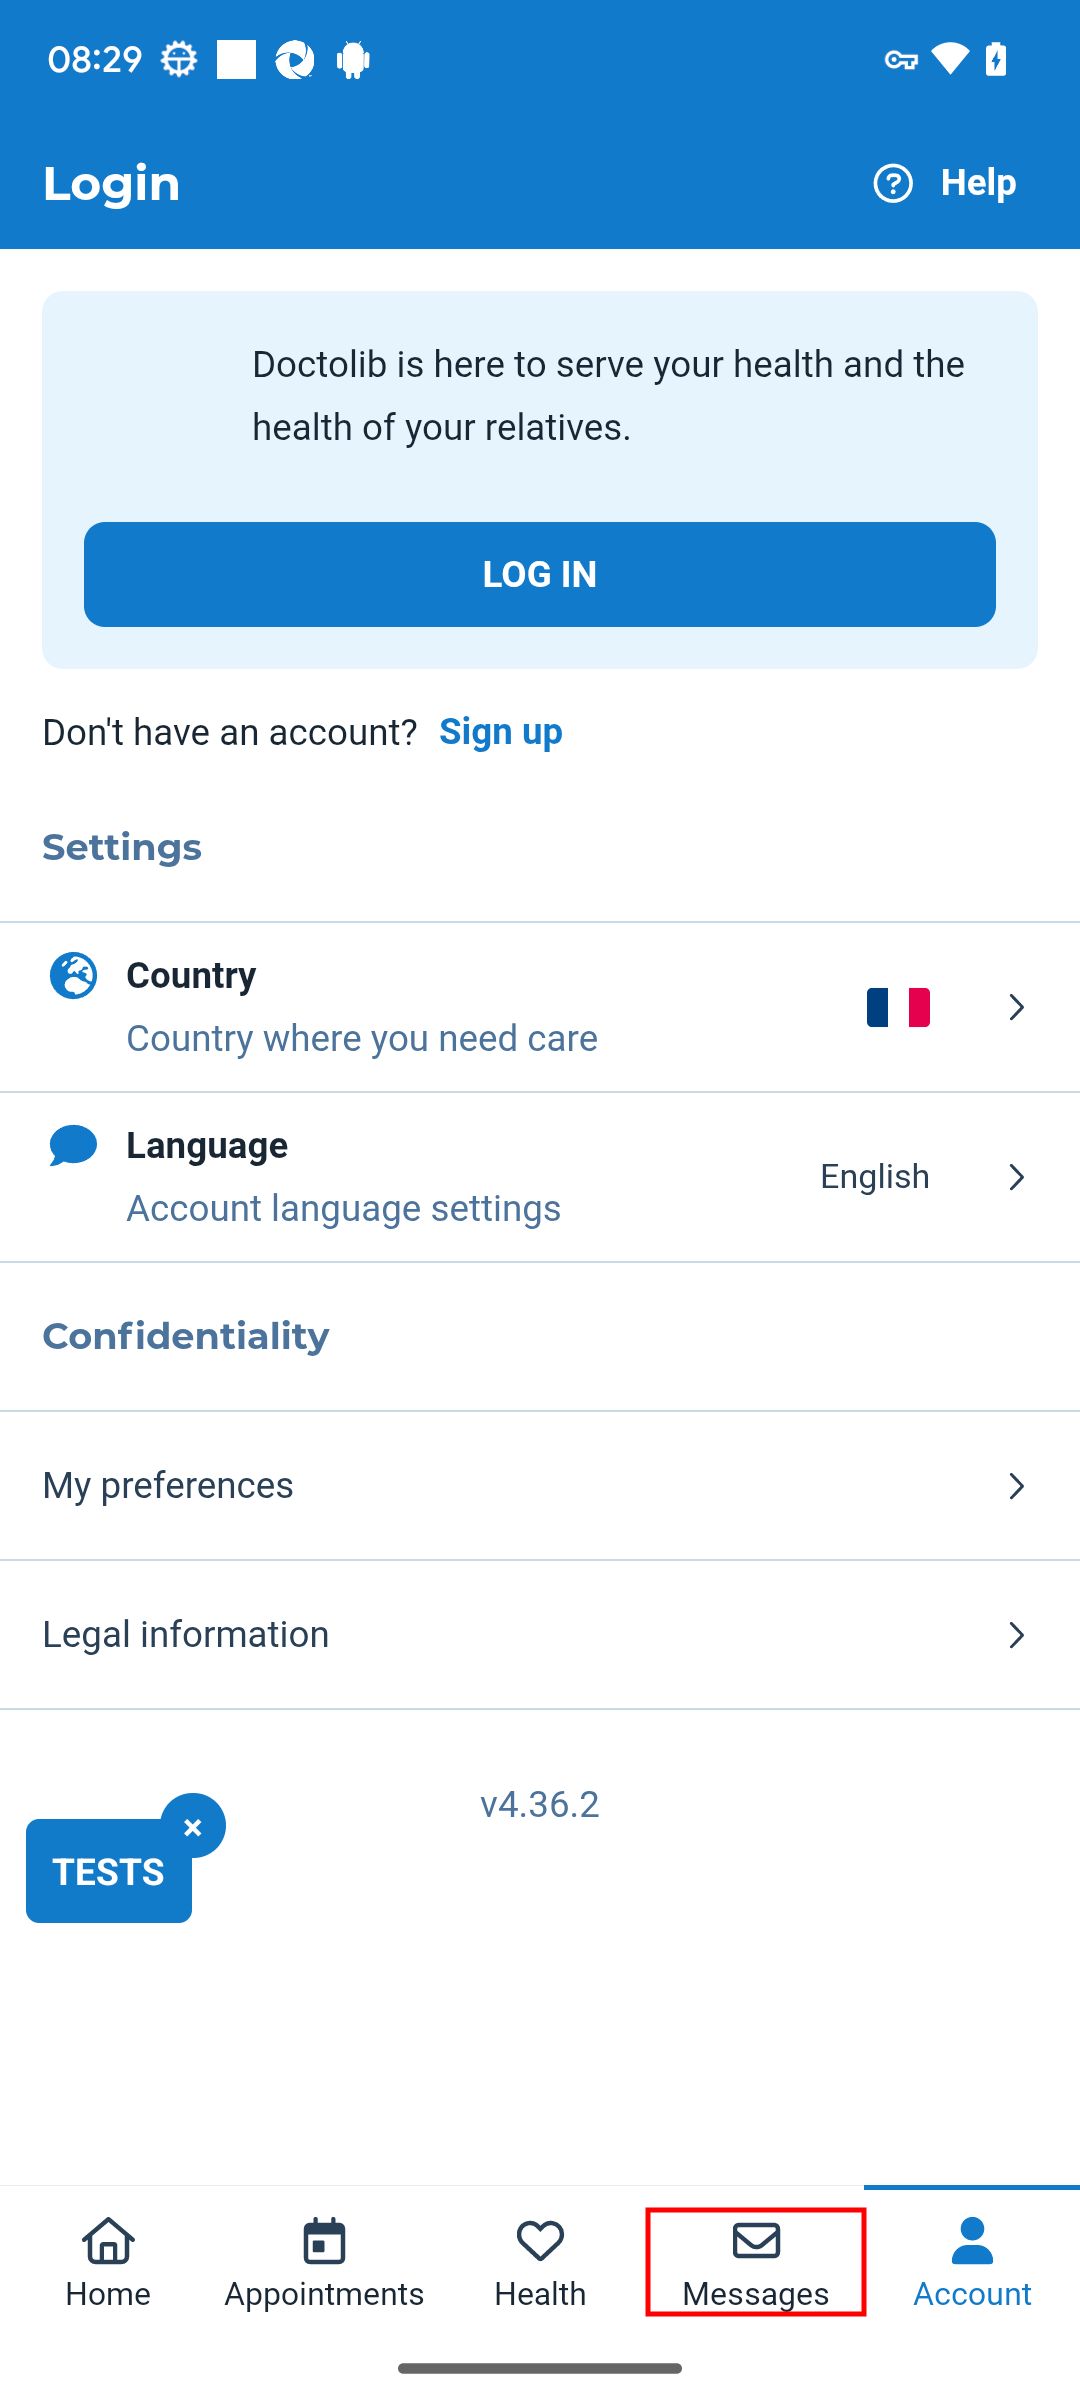 08:29
Login
Help
Doctolib is here to serve your health and the
health of your relatives.
LOG IN
Don't have an account? Sign up
Settings
Country
Country where you need care
Language
Account language settings
English
Confidentiality
My preferences
Legal information
v4.36.2
TESTS
Home
Appointments
Health
Messages
Account